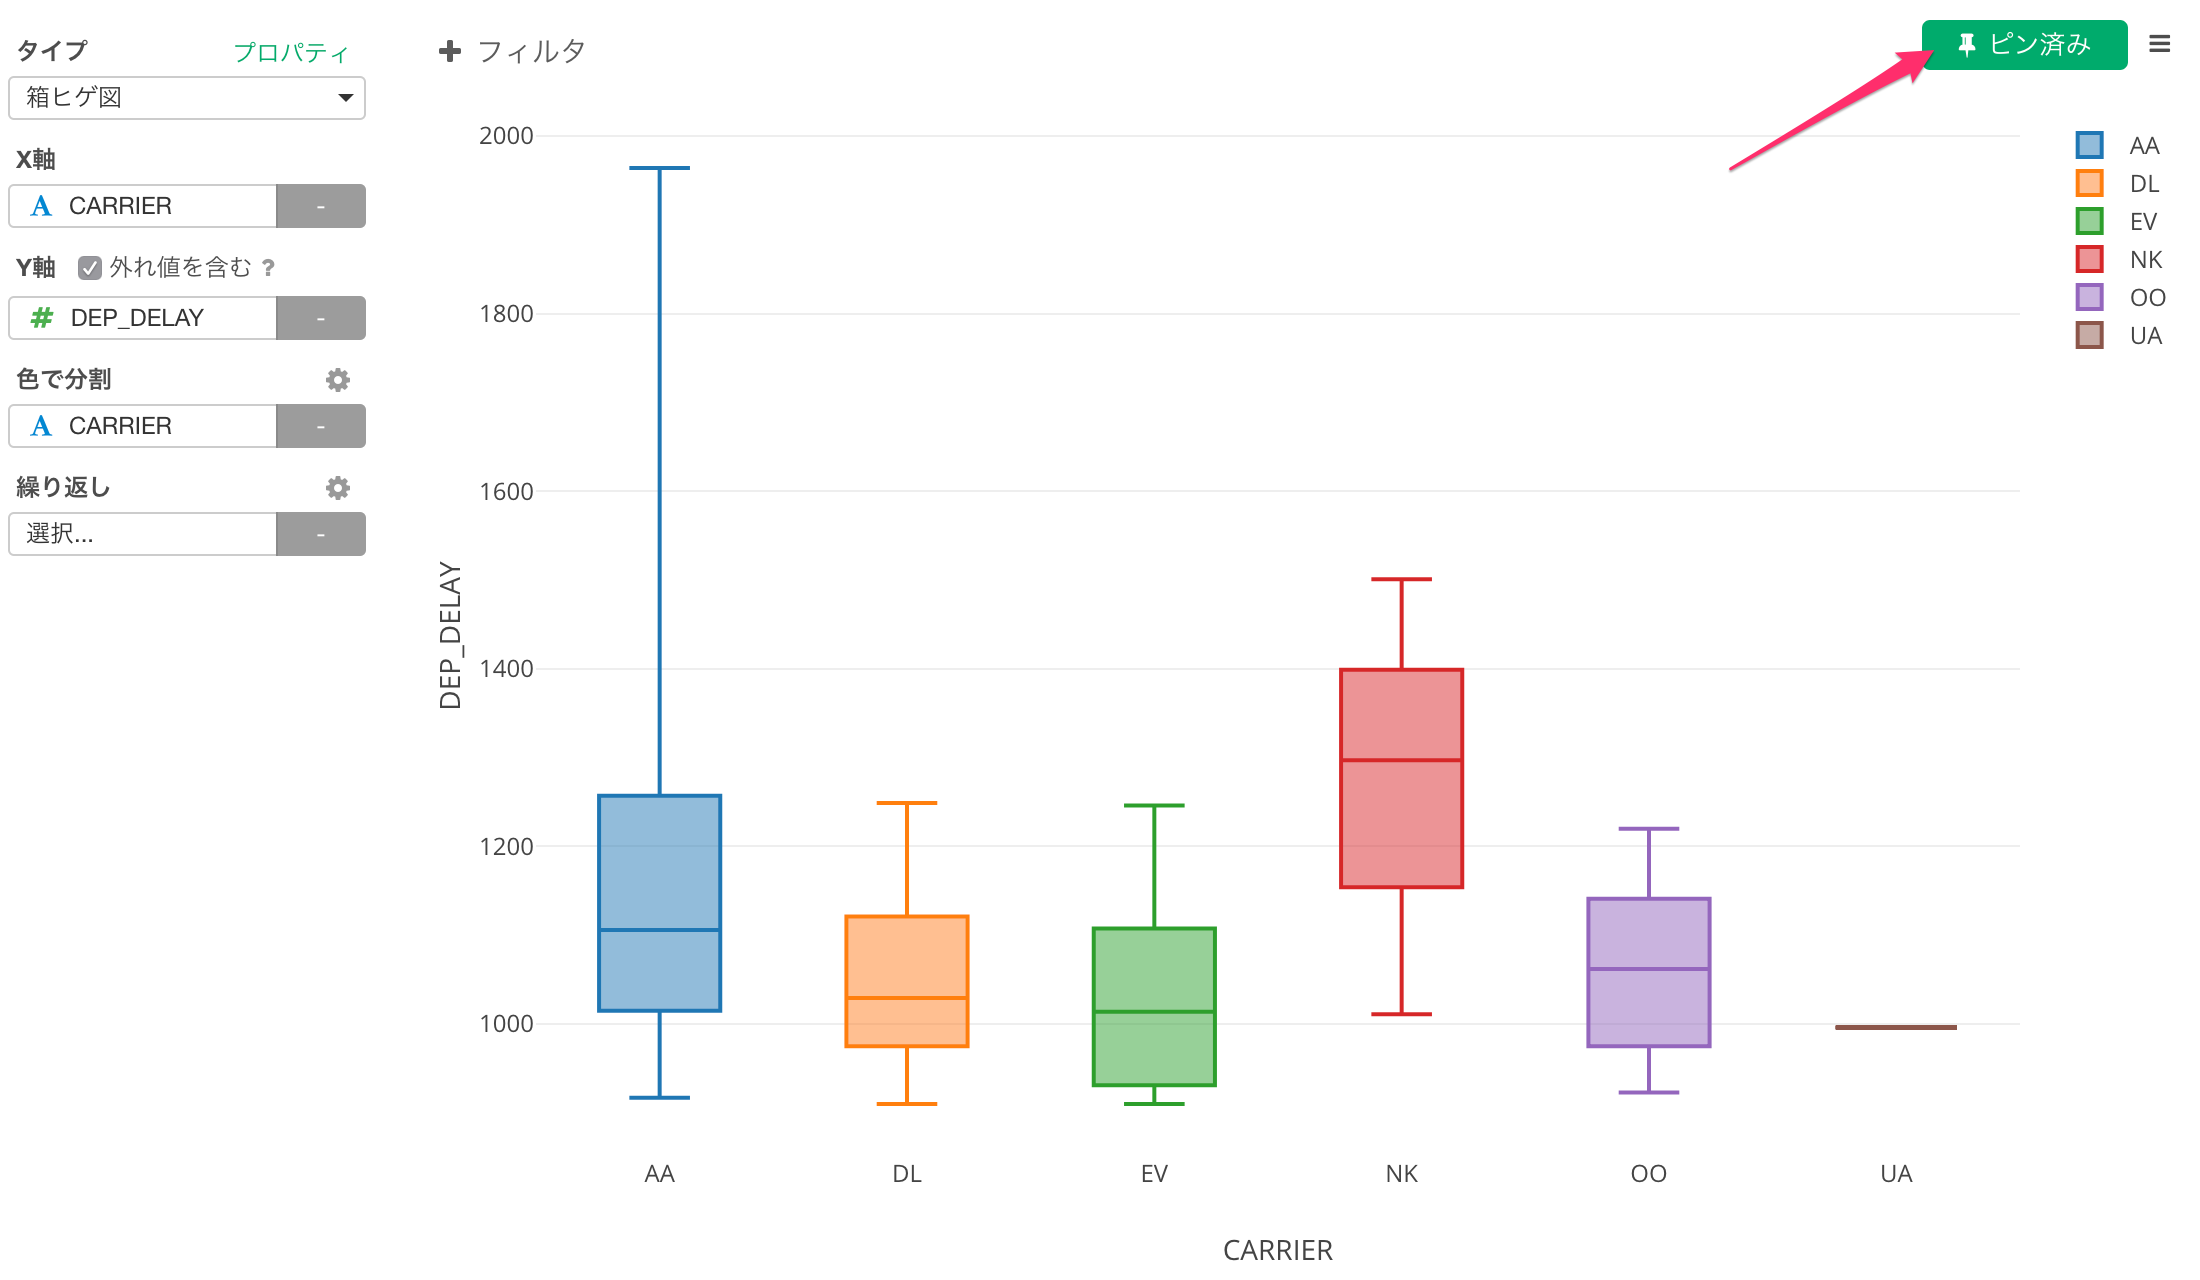 タイプ プロパティ
箱ヒゲ図
X軸
A CARRIER -
Y軸 外れ値を含む ?
# DEP_DELAY -
色で分割
A CARRIER -
繰り返し
選択... -
フィルタ
ピン済み
2000
1800
1600
1400
1200
1000
DEP_DELAY
AA DL EV NK OO UA
CARRIER
AA
DL
EV
NK
OO
UA